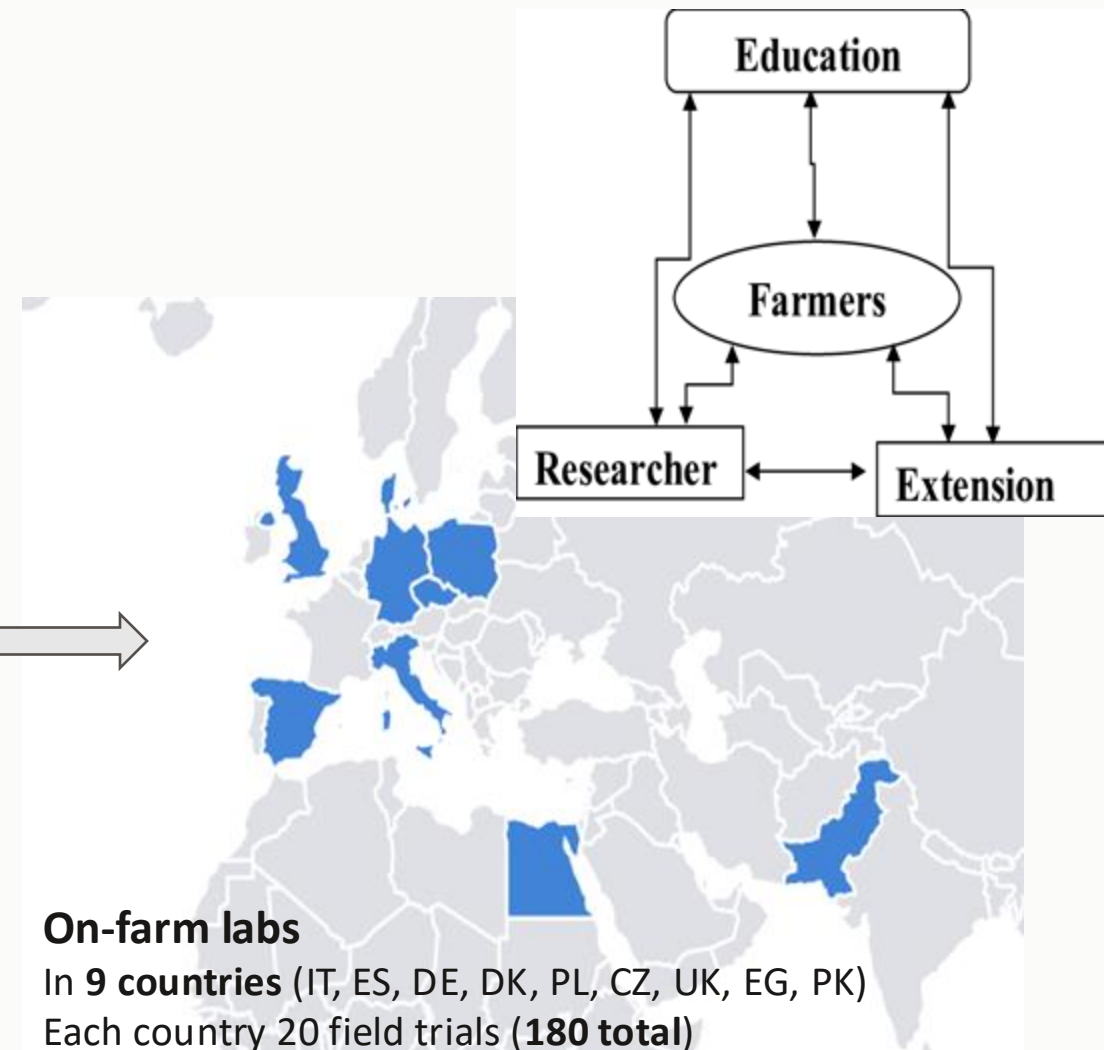 Education
Farmers
Researcher
Extension
On-farm labs
In 9 countries (IT, ES, DE, DK, PL, CZ, UK, EG, PK)
Each country 20 field trials (180 total)